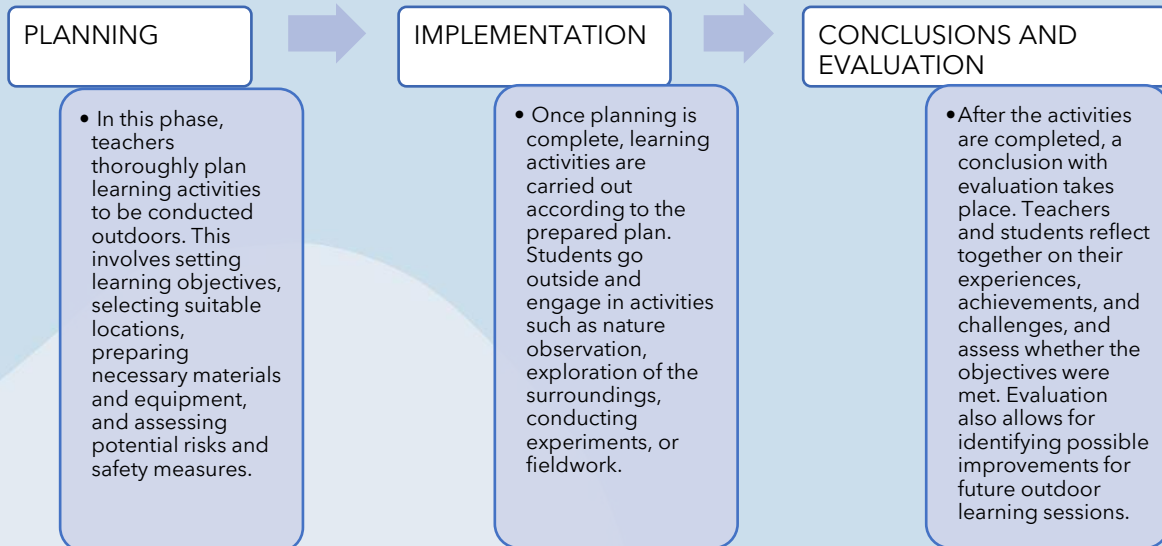 PLANNING
• In this phase,
teachers
thoroughly plan
learning activities
to be conducted
outdoors. This
involves setting
learning objectives,
selecting suitable
locations,
preparing
necessary materials
and equipment,
and assessing
potential risks and
safety measures.
IMPLEMENTATION
• Once planning is
complete, learning
activities are
carried out
according to the
prepared plan.
Students go
outside and
engage in activities
such as nature
observation,
exploration of the
surroundings,
conducting
experiments, or
fieldwork.
CONCLUSIONS AND
EVALUATION
•After the activities
are completed, a
conclusion with
evaluation takes
place. Teachers
and students reflect
together on their
experiences,
achievements, and
challenges, and
assess whether the
objectives were
met. Evaluation
also allows for
identifying possible
improvements for
future outdoor
learning sessions.